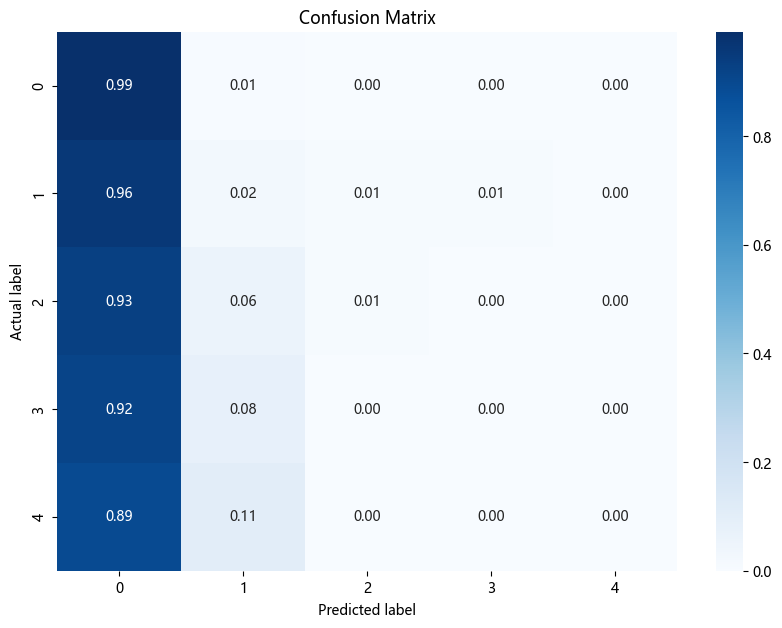 Confusion Matrix
0 0.99 0.01 0.00 0.00 0.00
1 0.96 0.02 0.01 0.01 0.00
2 0.93 0.06 0.01 0.00 0.00
3 0.92 0.08 0.00 0.00 0.00
4 0.89 0.11 0.00 0.00 0.00
Actual label
0 1 2 3 4
Predicted label
0.8
0.6
0.4
0.2
0.0